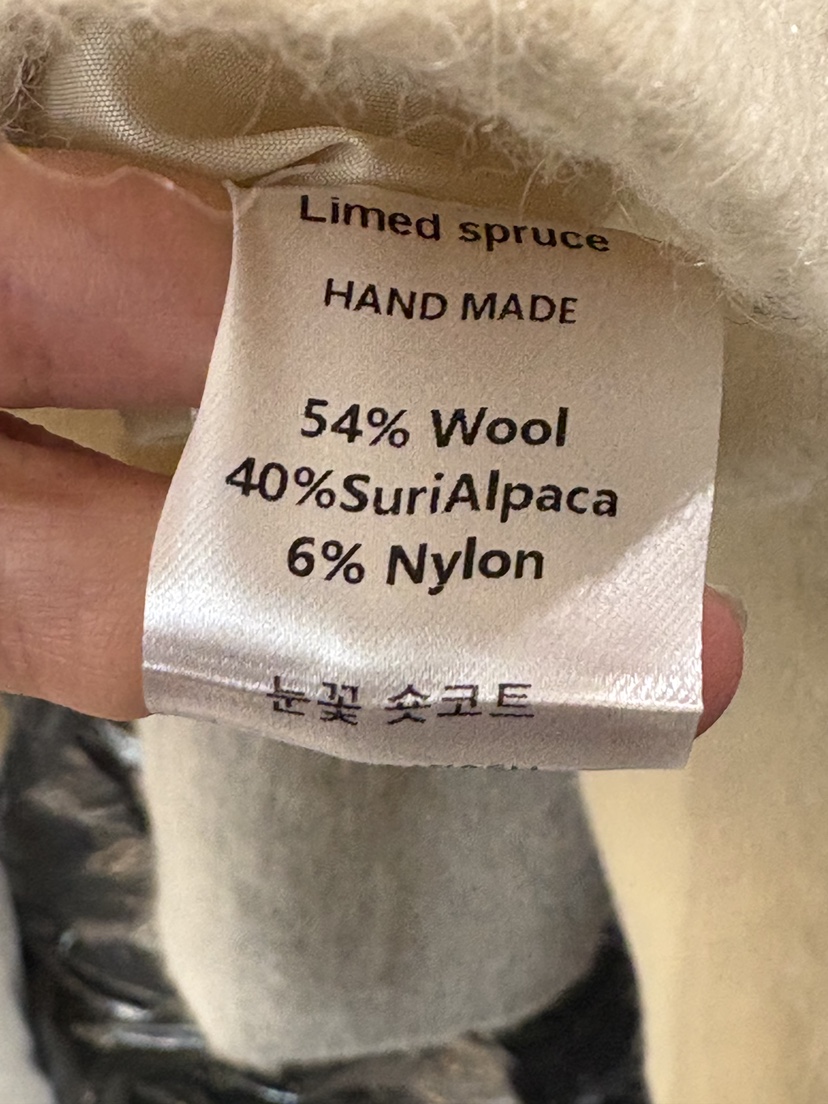 Limed spruce
HAND MADE
54% Wool
40%SuriAlpaca
6% Nylon
눈꽃 숏코트